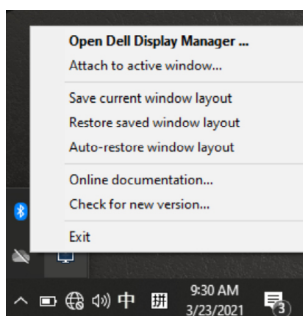 Open Dell Display Manager ...
Attach to active window...
Save current window layout
Restore saved window layout
Auto-restore window layout
Online documentation...
Check for new version...
Exit
中 拼 9:30 AM
3/23/2021 3